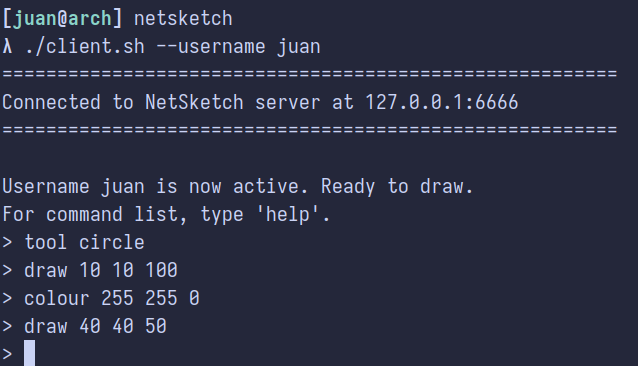 [juan@arch] netsketch
λ ./client.sh --username juan
========================================================
Connected to NetSketch server at 127.0.0.1:6666
========================================================
Username juan is now active. Ready to draw.
For command list, type 'help'.
> tool circle
> draw 10 10 100
> colour 255 255 0
> draw 40 40 50
>